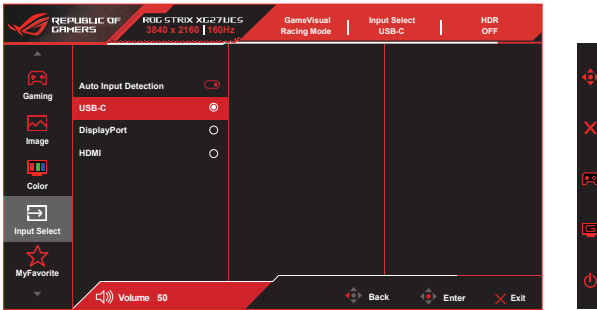 REPUBLIC OF
GAMERS
ROG STRIX XG27UCS
3840 x 2160 160Hz
GameVisual
Racing Mode
Input Select
USB-C
HDR
OFF
Gaming
Image
Color
Input Select
MyFavorite
Auto Input Detection
USB-C
DisplayPort
HDMI
Volume 50
Back
Enter
Exit